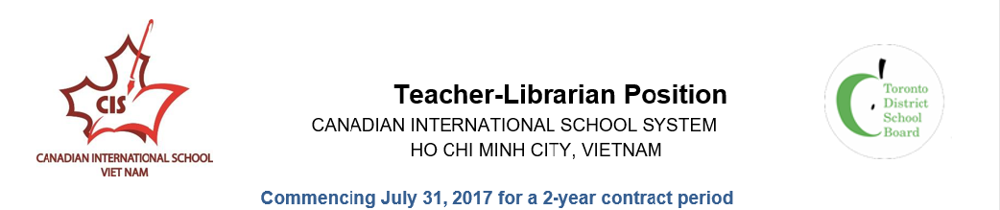 CIS
CANADIAN INTERNATIONAL SCHOOL
VIET NAM
Teacher-Librarian Position
CANADIAN INTERNATIONAL SCHOOL SYSTEM
HO CHI MINH CITY, VIETNAM
Toronto
District
School
Board
Commencing July 31, 2017 for a 2-year contract period